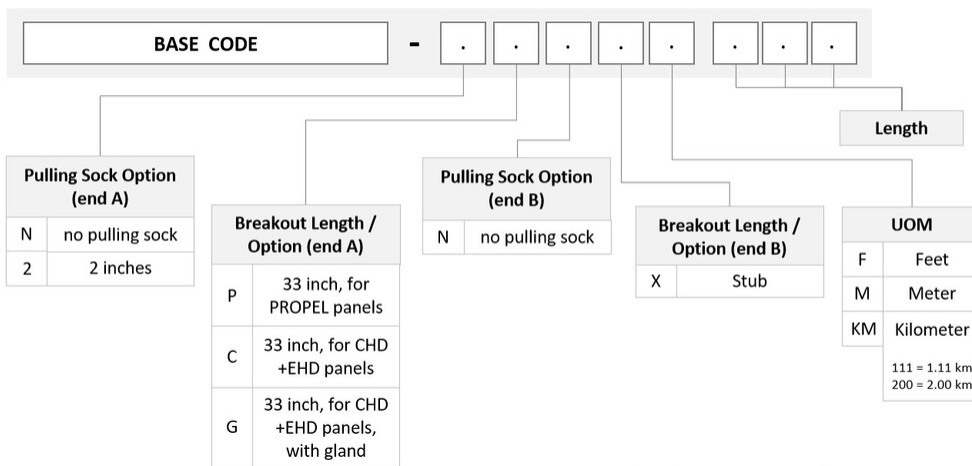 BASE CODE - . . . . . . . .
Length
Pulling Sock Option
(end A)
N no pulling sock
2 2 inches
Breakout Length /
Option (end A)
P 33 inch, for
PROPEL panels
C 33 inch, for CHD
+EHD panels
G 33 inch, for CHD
+EHD panels,
with gland
Pulling Sock Option
(end B)
N no pulling sock
Breakout Length /
Option (end B)
X Stub
UOM
F Feet
M Meter
KM Kilometer
111 = 1.11 km
200 = 2.00 km